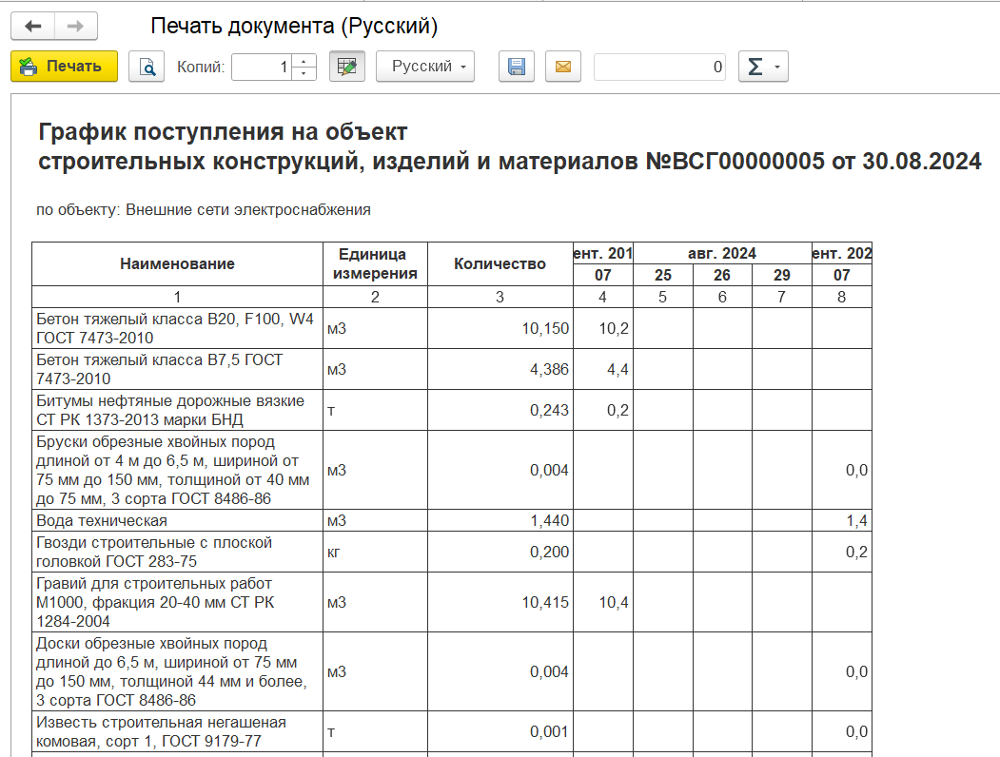 Печать документа (Русский)
Печать
Копий:
1
Русский
0
Σ
График поступления на объект
строительных конструкций, изделий и материалов №ВСГ00000005 от 30.08.2024
по объекту: Внешние сети электроснабжения
Наименование Единица измерения Количество ент. 201 авг. 2024 ент. 202
07 25 26 29 07
1 2 3 4 5 6 7 8
Бетон тяжелый класса В20, F100, W4
ГОСТ 7473-2010
м3 10,150 10,2
Бетон тяжелый класса В7,5 ГОСТ
7473-2010
м3 4,386 4,4
Битумы нефтяные дорожные вязкие
СТ РК 1373-2013 марки БНД
т 0,243 0,2
Бруски обрезные хвойных пород
длиной от 4 м до 6,5 м, шириной от
75 мм до 150 мм, толщиной от 40 мм
до 75 мм, 3 сорта ГОСТ 8486-86
м3 0,004 0,0
Вода техническая м3 1,440 1,4
Гвозди строительные с плоской
головкой ГОСТ 283-75
кг 0,200 0,2
Гравий для строительных работ
М1000, фракция 20-40 мм СТ РК
1284-2004
м3 10,415 10,4
Доски обрезные хвойных пород
длиной до 6,5 м, шириной от 75 мм
до 150 мм, толщиной 44 мм и более,
3 сорта ГОСТ 8486-86
м3 0,004 0,0
Известь строительная негашеная
комовая, сорт 1, ГОСТ 9179-77
т 0,001 0,0